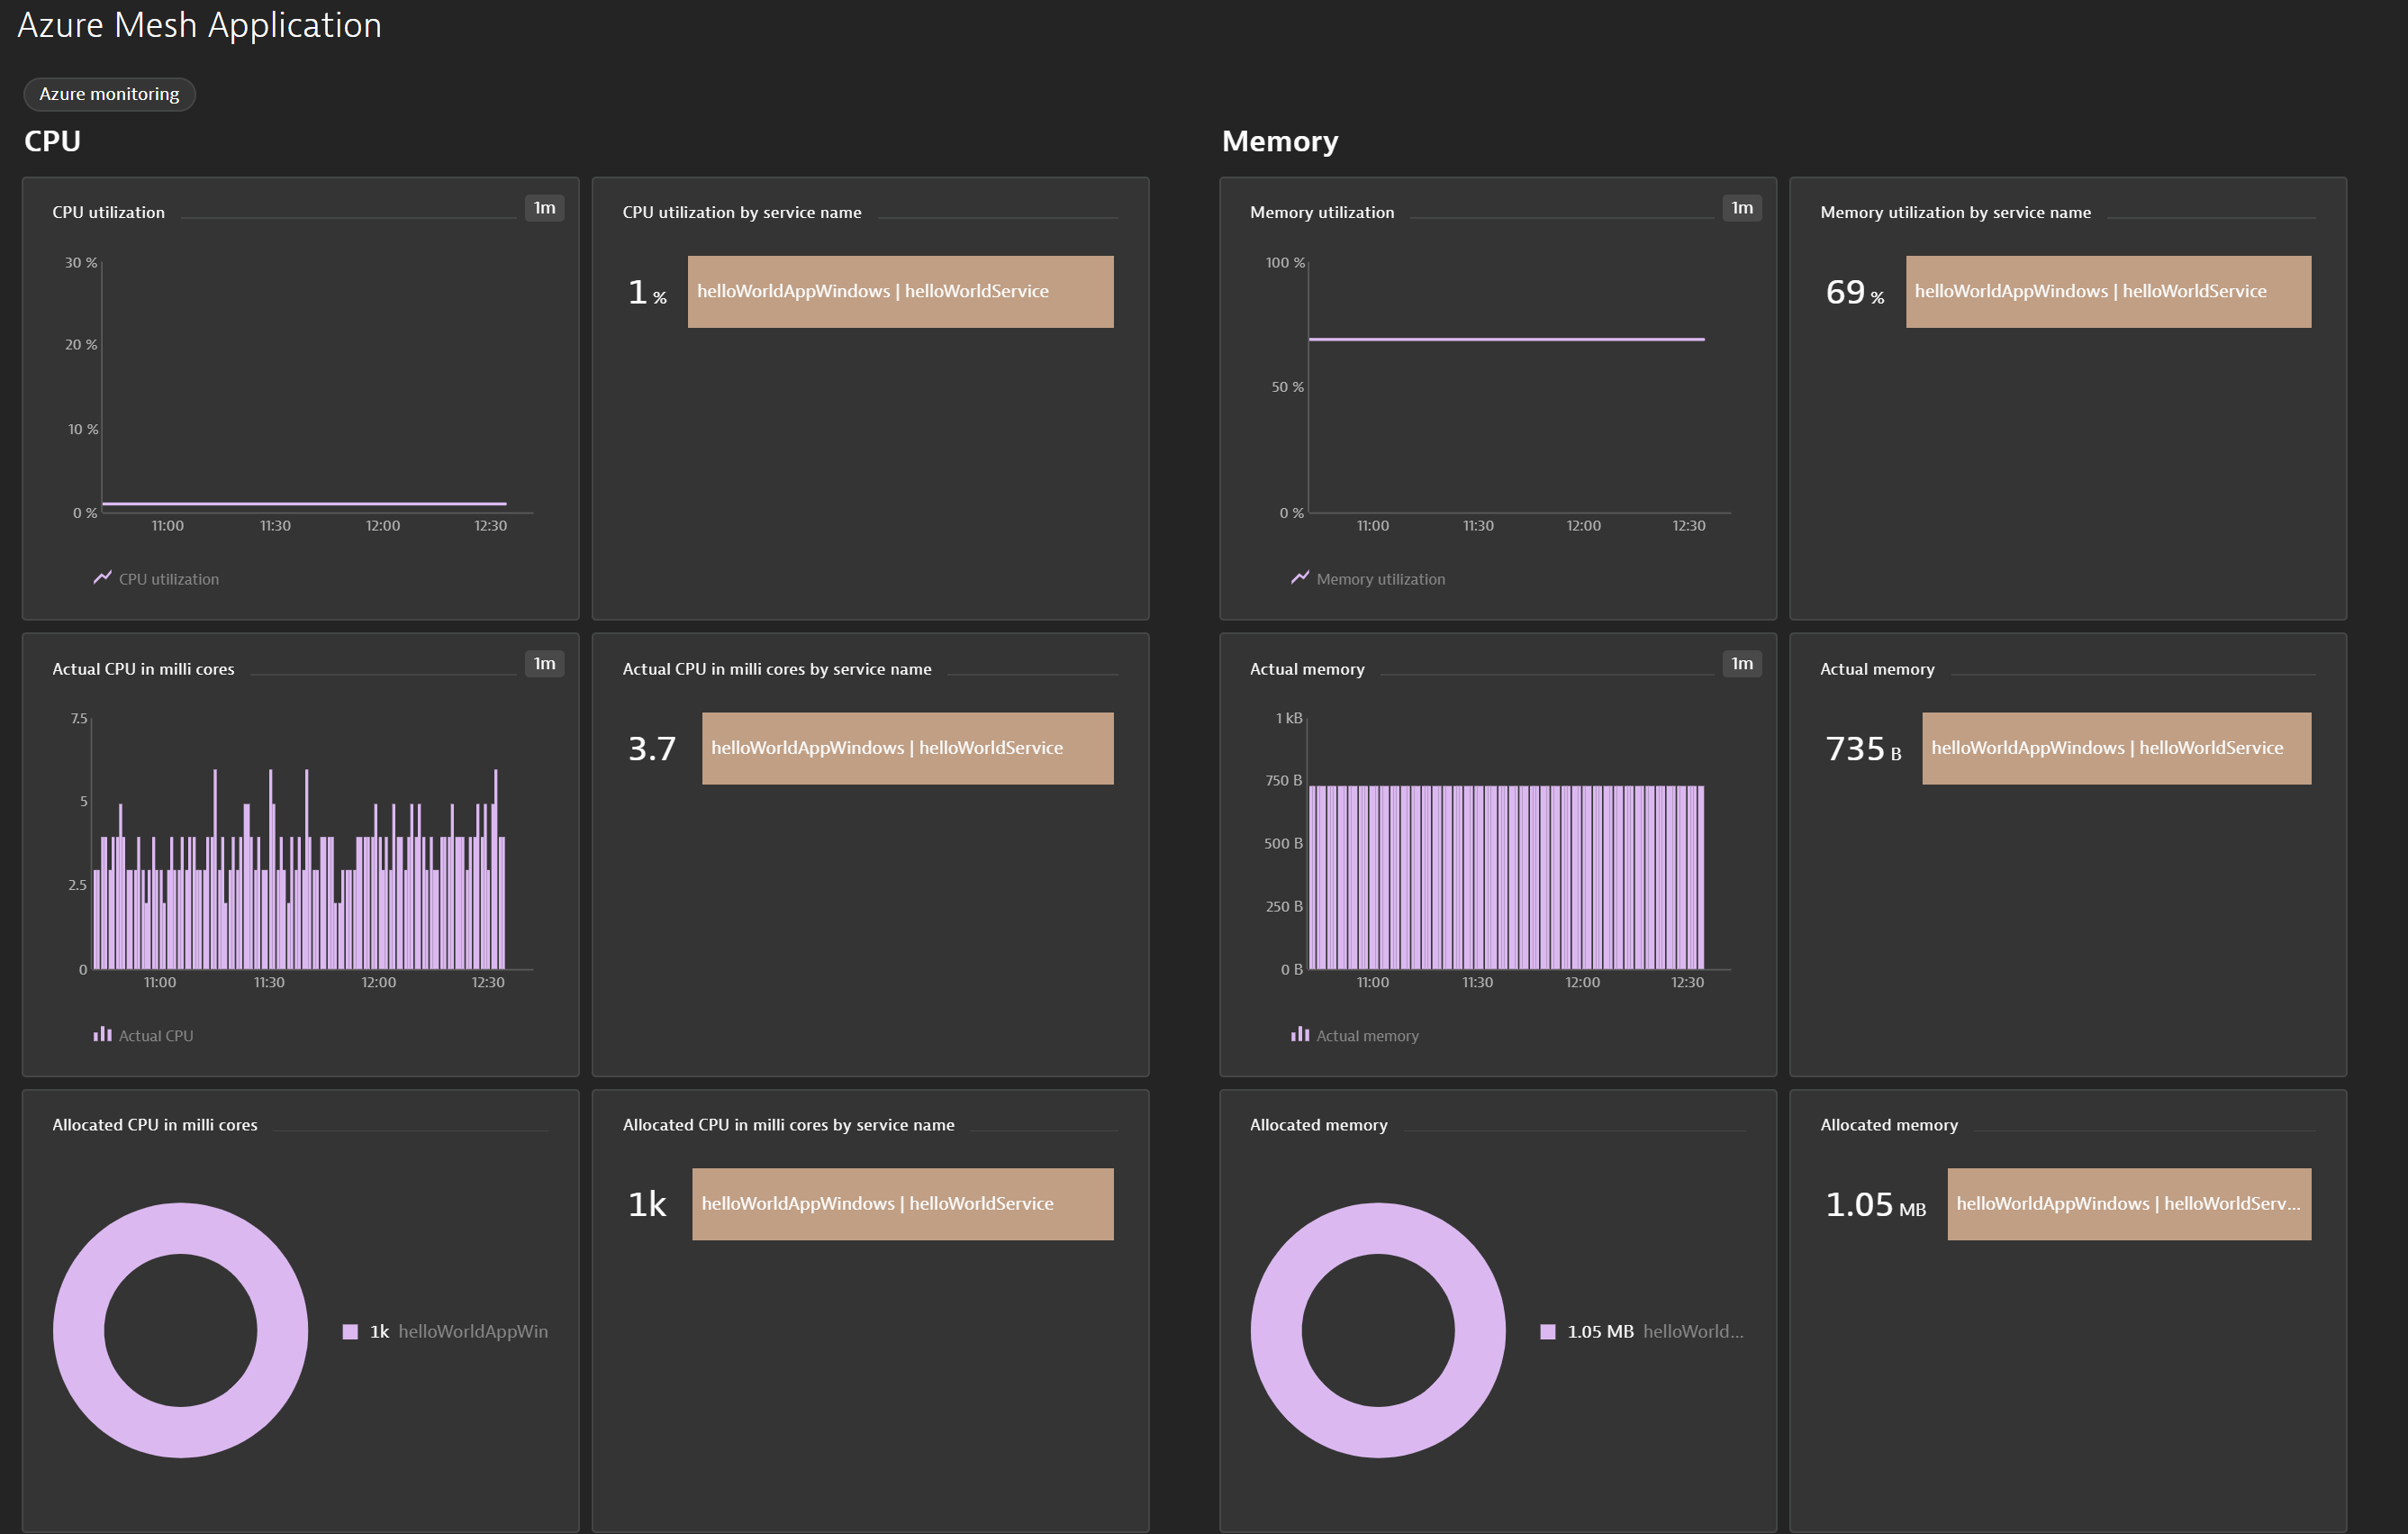 Azure Mesh Application
Azure monitoring
CPU
CPU utilization
1m
30 %
20 %
10 %
0 %
11:00 11:30 12:00 12:30
CPU utilization
CPU utilization by service name
1 %
helloWorldAppWindows | helloWorldService
Actual CPU in milli cores
1m
7.5
5
2.5
0
11:00 11:30 12:00 12:30
Actual CPU
Actual CPU in milli cores by service name
3.7
helloWorldAppWindows | helloWorldService
Allocated CPU in milli cores
1k helloWorldAppWin
Allocated CPU in milli cores by service name
1k
helloWorldAppWindows | helloWorldService
Memory
Memory utilization
1m
100 %
50 %
0 %
11:00 11:30 12:00 12:30
Memory utilization
Memory utilization by service name
69 %
helloWorldAppWindows | helloWorldService
Actual memory
1m
1 kB
750 B
500 B
250 B
0 B
11:00 11:30 12:00 12:30
Actual memory
Actual memory
735 B
helloWorldAppWindows | helloWorldService
Allocated memory
1.05 MB helloWorld...
Allocated memory
1.05 MB
helloWorldAppWindows | helloWorldServ...